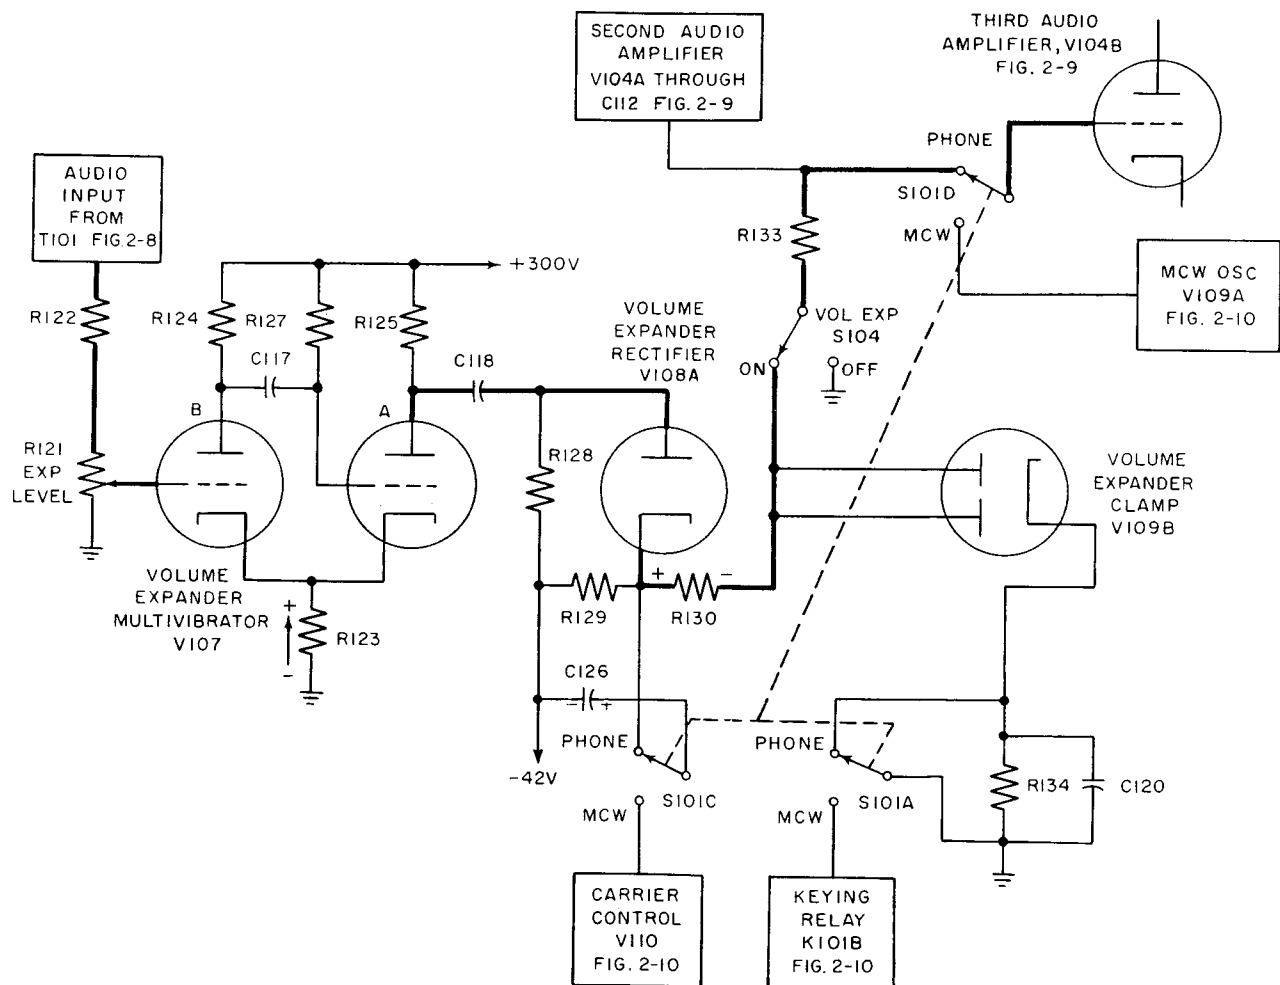 SECOND AUDIO
AMPLIFIER
V104A THROUGH
C112 FIG. 2-9
THIRD AUDIO
AMPLIFIER, V104B
FIG. 2-9
PHONE
S101D
MCW
AUDIO
INPUT
FROM
T101 FIG. 2-8
R133
MCW OSC
V109A
FIG. 2-10
+300V
R122
R124
R127
R125
VOLUME
EXPANDER
RECTIFIER
V108A
VOL EXP
S104
ON
OFF
C117
C118
B
A
R121
EXP
LEVEL
R128
VOLUME
EXPANDER
CLAMP
V109B
VOLUME
EXPANDER
MULTIVIBRATOR
V107
+
-
R123
R129
+
-
R130
C126
-
+
PHONE
S101C
MCW
-42V
PHONE
S101A
MCW
R134
C120
CARRIER
CONTROL
V110
FIG. 2-10
KEYING
RELAY
K101B
FIG. 2-10